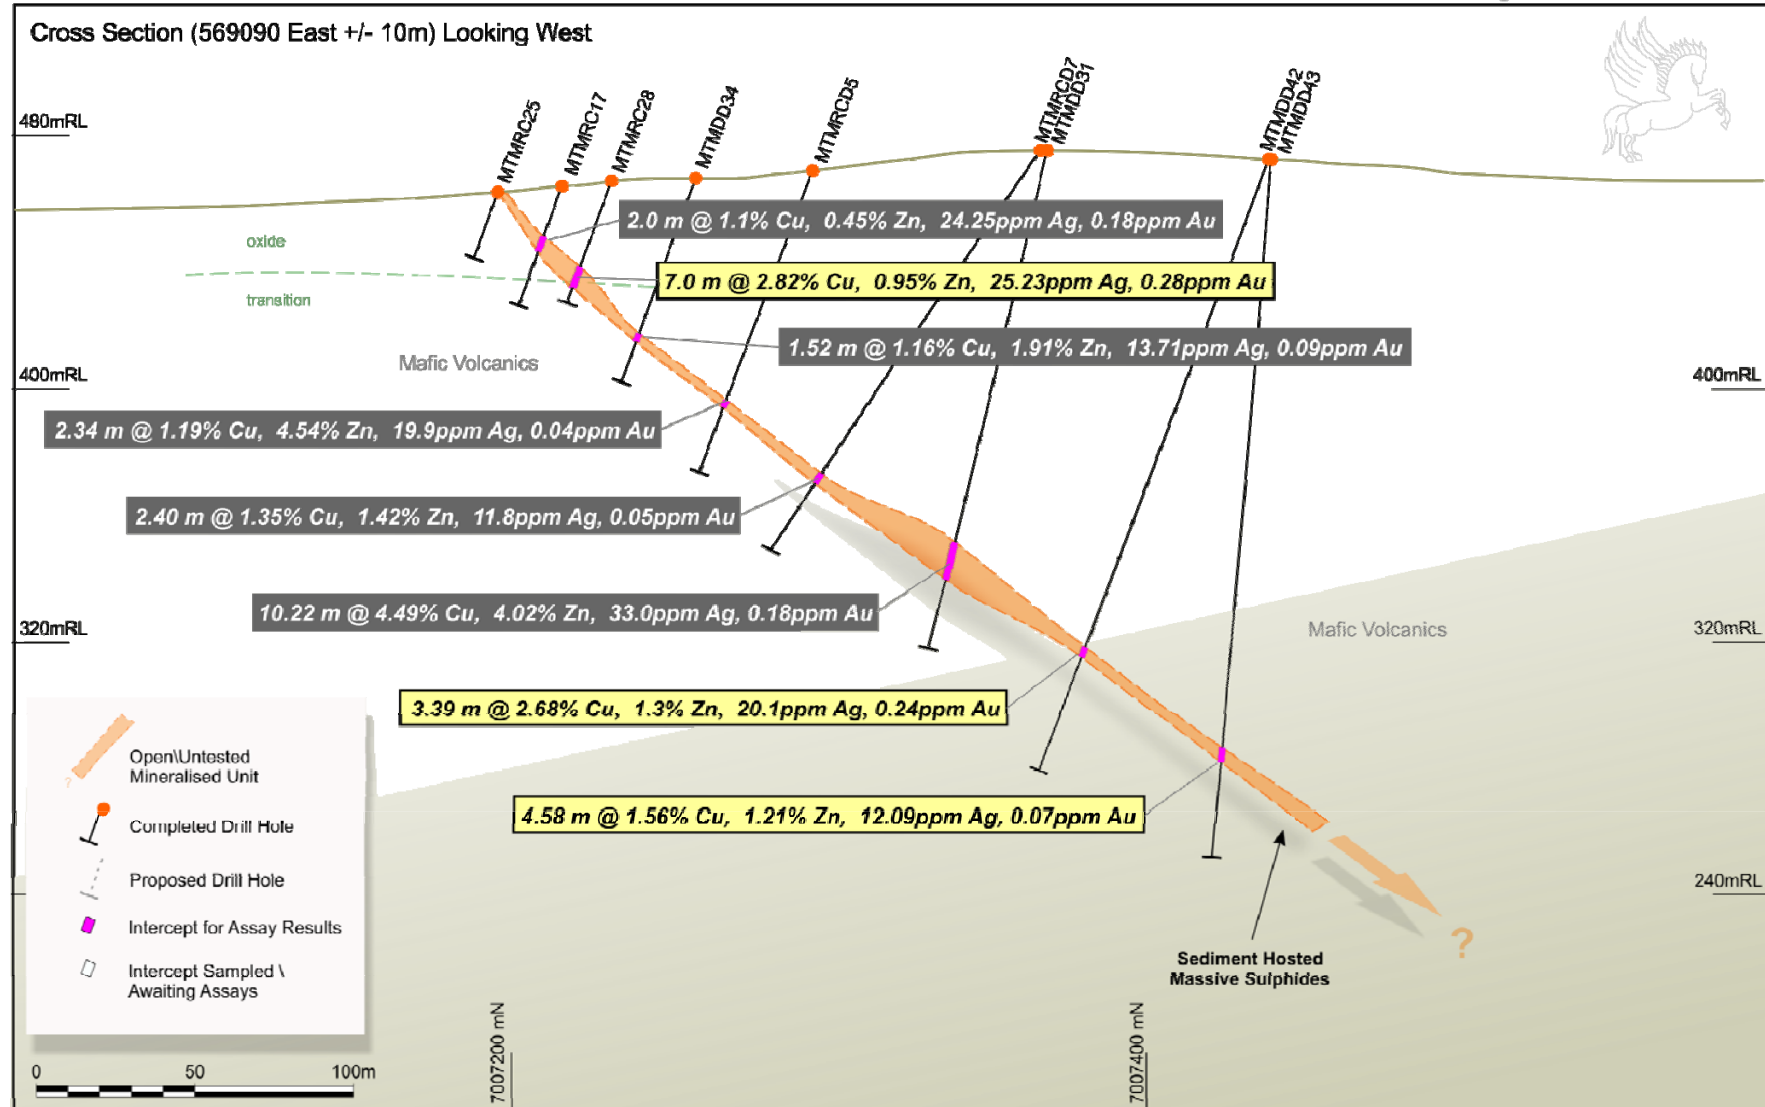 Cross Section (569090 East +/- 10m) Looking West
MTMRC25
MTMRC17
MTMRC28
MTMDD34
MTMRCD5
MTMRCD7
MTMDD31
MTMDD42
MTMDD43
480mRL
2.0 m @ 1.1% Cu, 0.45% Zn, 24.25ppm Ag, 0.18ppm Au
oxide
7.0 m @ 2.82% Cu, 0.95% Zn, 25.23ppm Ag, 0.28ppm Au
transition
1.52 m @ 1.16% Cu, 1.91% Zn, 13.71ppm Ag, 0.09ppm Au
Mafic Volcanics
400mRL
400mRL
2.34 m @ 1.19% Cu, 4.54% Zn, 19.9ppm Ag, 0.04ppm Au
2.40 m @ 1.35% Cu, 1.42% Zn, 11.8ppm Ag, 0.05ppm Au
10.22 m @ 4.49% Cu, 4.02% Zn, 33.0ppm Ag, 0.18ppm Au
320mRL
Mafic Volcanics
320mRL
3.39 m @ 2.68% Cu, 1.3% Zn, 20.1ppm Ag, 0.24ppm Au
4.58 m @ 1.56% Cu, 1.21% Zn, 12.09ppm Ag, 0.07ppm Au
?
Open\Untested
Mineralised Unit
Completed Drill Hole
Proposed Drill Hole
Intercept for Assay Results
Intercept Sampled \
Awaiting Assays
240mRL
?
Sediment Hosted
Massive Sulphides
7007200 mN
7007400 mN
0 50 100m